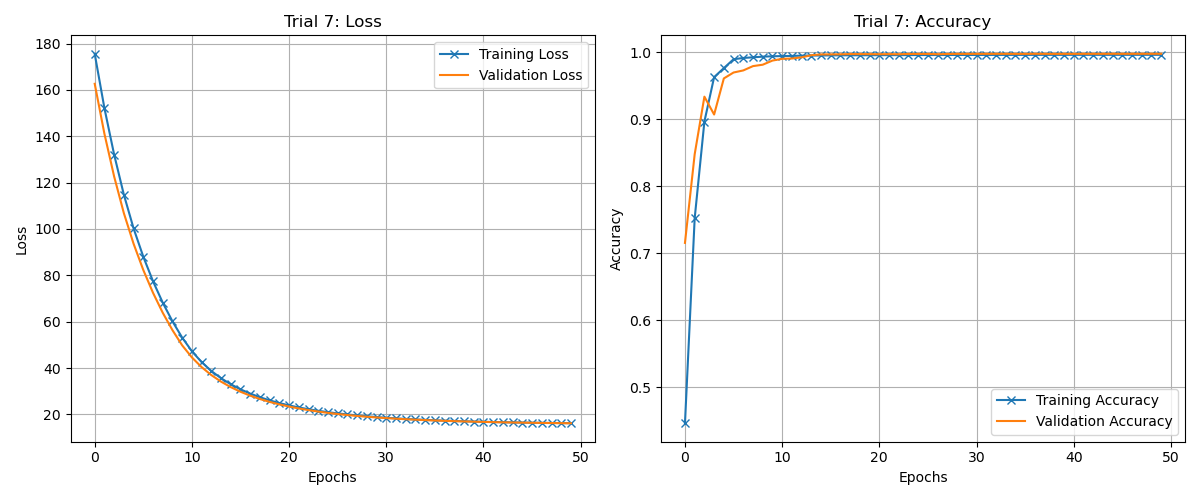 Trial 7: Loss
180
160
140
120
100
80
60
40
20
Loss
0
10
20
30
40
50
Epochs
Training Loss
Validation Loss
Trial 7: Accuracy
1.0
0.9
0.8
0.7
0.6
0.5
Accuracy
0
10
20
30
40
50
Epochs
Training Accuracy
Validation Accuracy